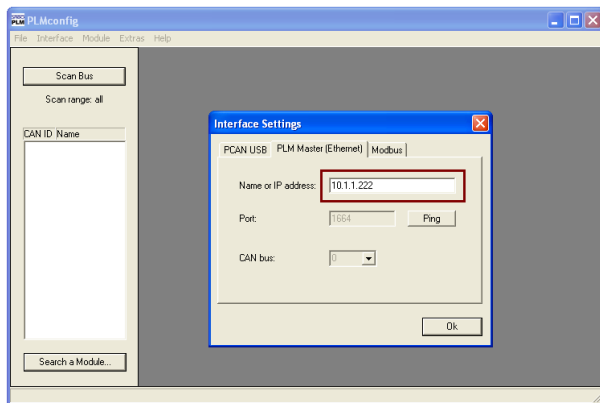 PLM PLMconfig
File Interface Module Extras Help
Scan Bus
Scan range: all
CAN ID Name
Search a Module...
Interface Settings
PCAN USB PLM Master (Ethernet) Modbus
Name or IP address: 10.1.1.222
Port: 1664 Ping
CAN bus: 0
Ok